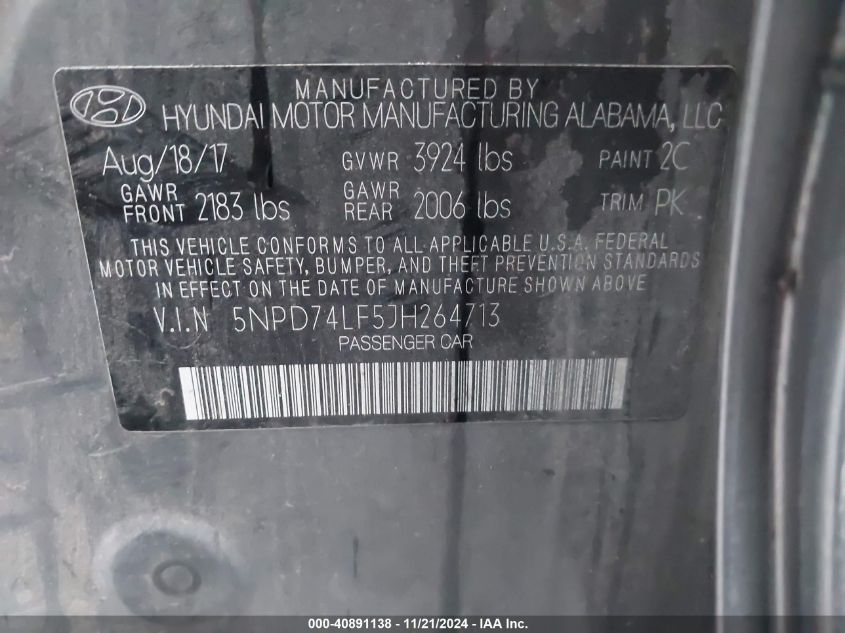 MANUFACTURED BY
HYUNDAI MOTOR MANUFACTURING ALABAMA, LLC
Aug/18/17 GVWR 3924 lbs PAINT 2C
GAWR FRONT 2183 lbs GAWR REAR 2006 lbs TRIM PK
THIS VEHICLE CONFORMS TO ALL APPLICABLE U.S.A. FEDERAL
MOTOR VEHICLE SAFETY, BUMPER, AND THEFT PREVENTION STANDARDS
IN EFFECT ON THE DATE OF MANUFACTURE SHOWN ABOVE.
V.I.N 5NPD74LF5JH264713
PASSENGER CAR
000-40891138 - 11/21/2024 - IAA Inc.